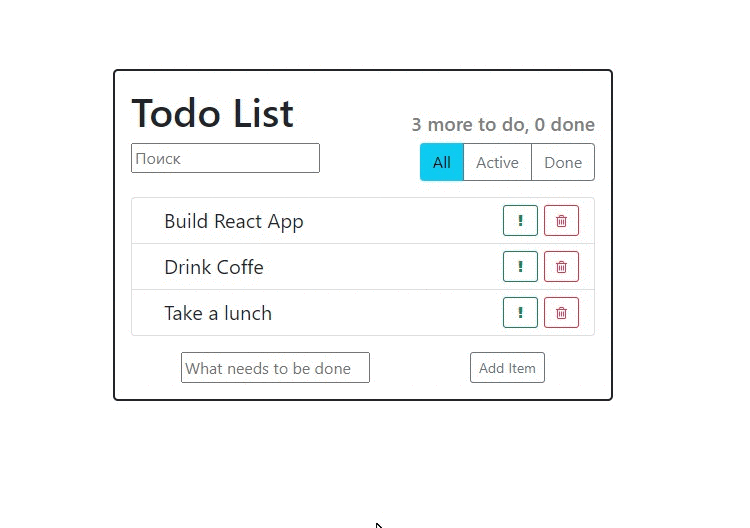 Todo List
3 more to do, 0 done
Поиск
All Active Done
Build React App !
Drink Coffe !
Take a lunch !
What needs to be done Add Item